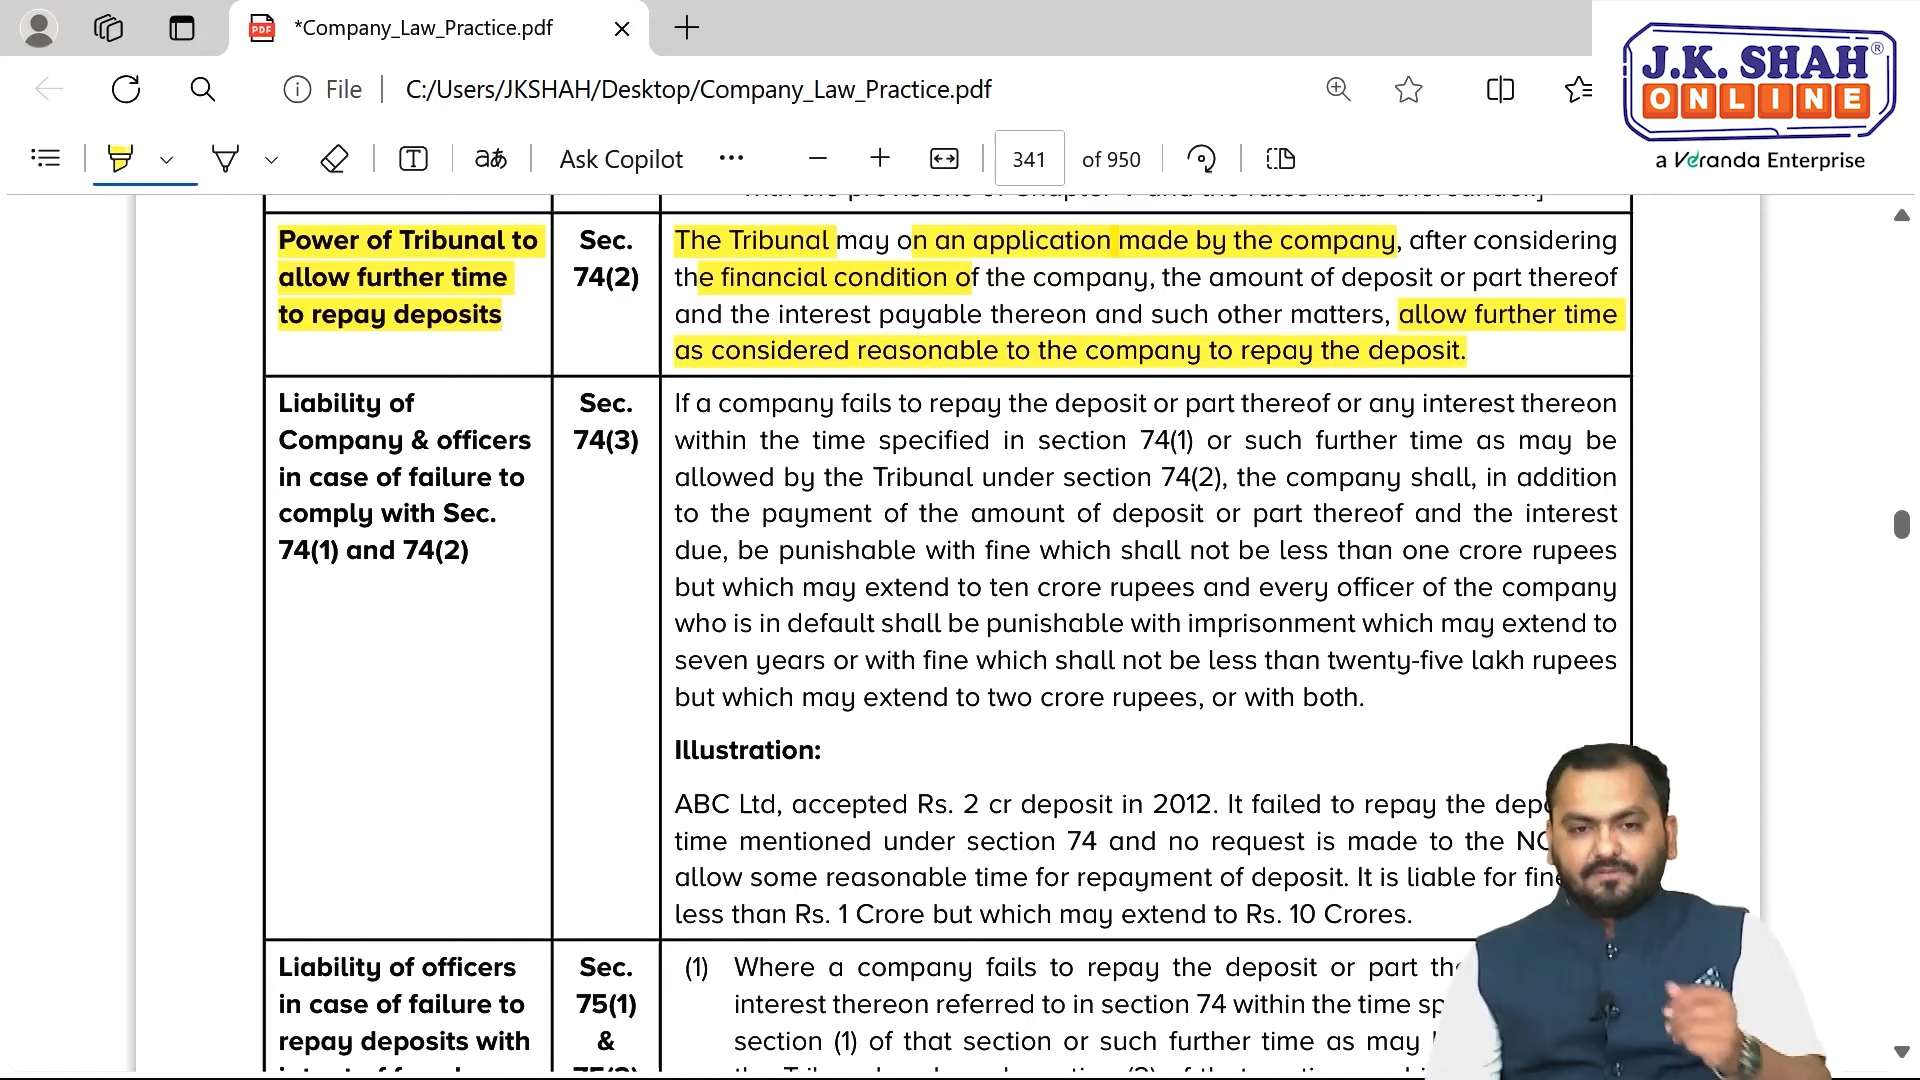 *Company_Law_Practice.pdf
File
C:/Users/JKSHAH/Desktop/Company_Law_Practice.pdf
J.K. SHAH®
ONLINE
a Veranda Enterprise
Ask Copilot
341 of 950
Power of Tribunal to
allow further time
to repay deposits
Sec.
74(2)
The Tribunal may on an application made by the company, after considering
the financial condition of the company, the amount of deposit or part thereof
and the interest payable thereon and such other matters, allow further time
as considered reasonable to the company to repay the deposit.
Liability of
Company & officers
in case of failure to
comply with Sec.
74(1) and 74(2)
Sec.
74(3)
If a company fails to repay the deposit or part thereof or any interest thereon
within the time specified in section 74(1) or such further time as may be
allowed by the Tribunal under section 74(2), the company shall, in addition
to the payment of the amount of deposit or part thereof and the interest
due, be punishable with fine which shall not be less than one crore rupees
but which may extend to ten crore rupees and every officer of the company
who is in default shall be punishable with imprisonment which may extend to
seven years or with fine which shall not be less than twenty-five lakh rupees
but which may extend to two crore rupees, or with both.
Illustration:
ABC Ltd, accepted Rs. 2 cr deposit in 2012. It failed to repay the
time mentioned under section 74 and no request is made to the
allow some reasonable time for repayment of deposit. It is liable for
less than Rs. 1 Crore but which may extend to Rs. 10 Crores.
Liability of officers
in case of failure to
repay deposits with
Sec.
75(1)
&
(1) Where a company fails to repay the deposit or part
interest thereon referred to in section 74 within the time
section (1) of that section or such further time as may